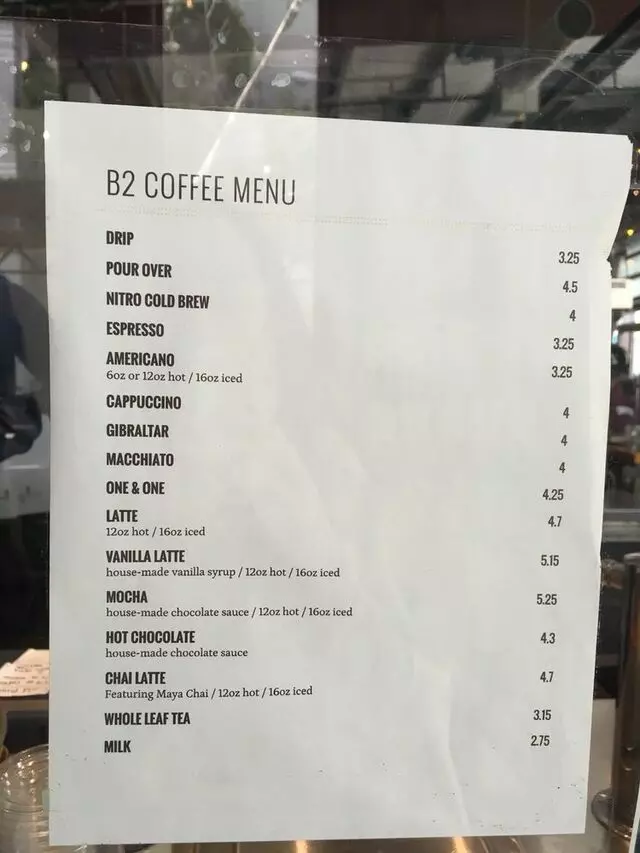 B2 COFFEE MENU
DRIP 3.25
POUR OVER 4.5
NITRO COLD BREW 4
ESPRESSO 3.25
AMERICANO 3.25
6oz or 12oz hot / 16oz iced
CAPPUCCINO 4
GIBRALTAR 4
MACCHIATO 4
ONE & ONE 4.25
LATTE 4.7
12oz hot / 16oz iced
VANILLA LATTE 5.15
house-made vanilla syrup / 12oz hot / 16oz iced
MOCHA 5.25
house-made chocolate sauce / 12oz hot / 16oz iced
HOT CHOCOLATE 4.3
house-made chocolate sauce
CHAI LATTE 4.7
Featuring Maya Chai / 12oz hot / 16oz iced
WHOLE LEAF TEA 3.15
MILK 2.75